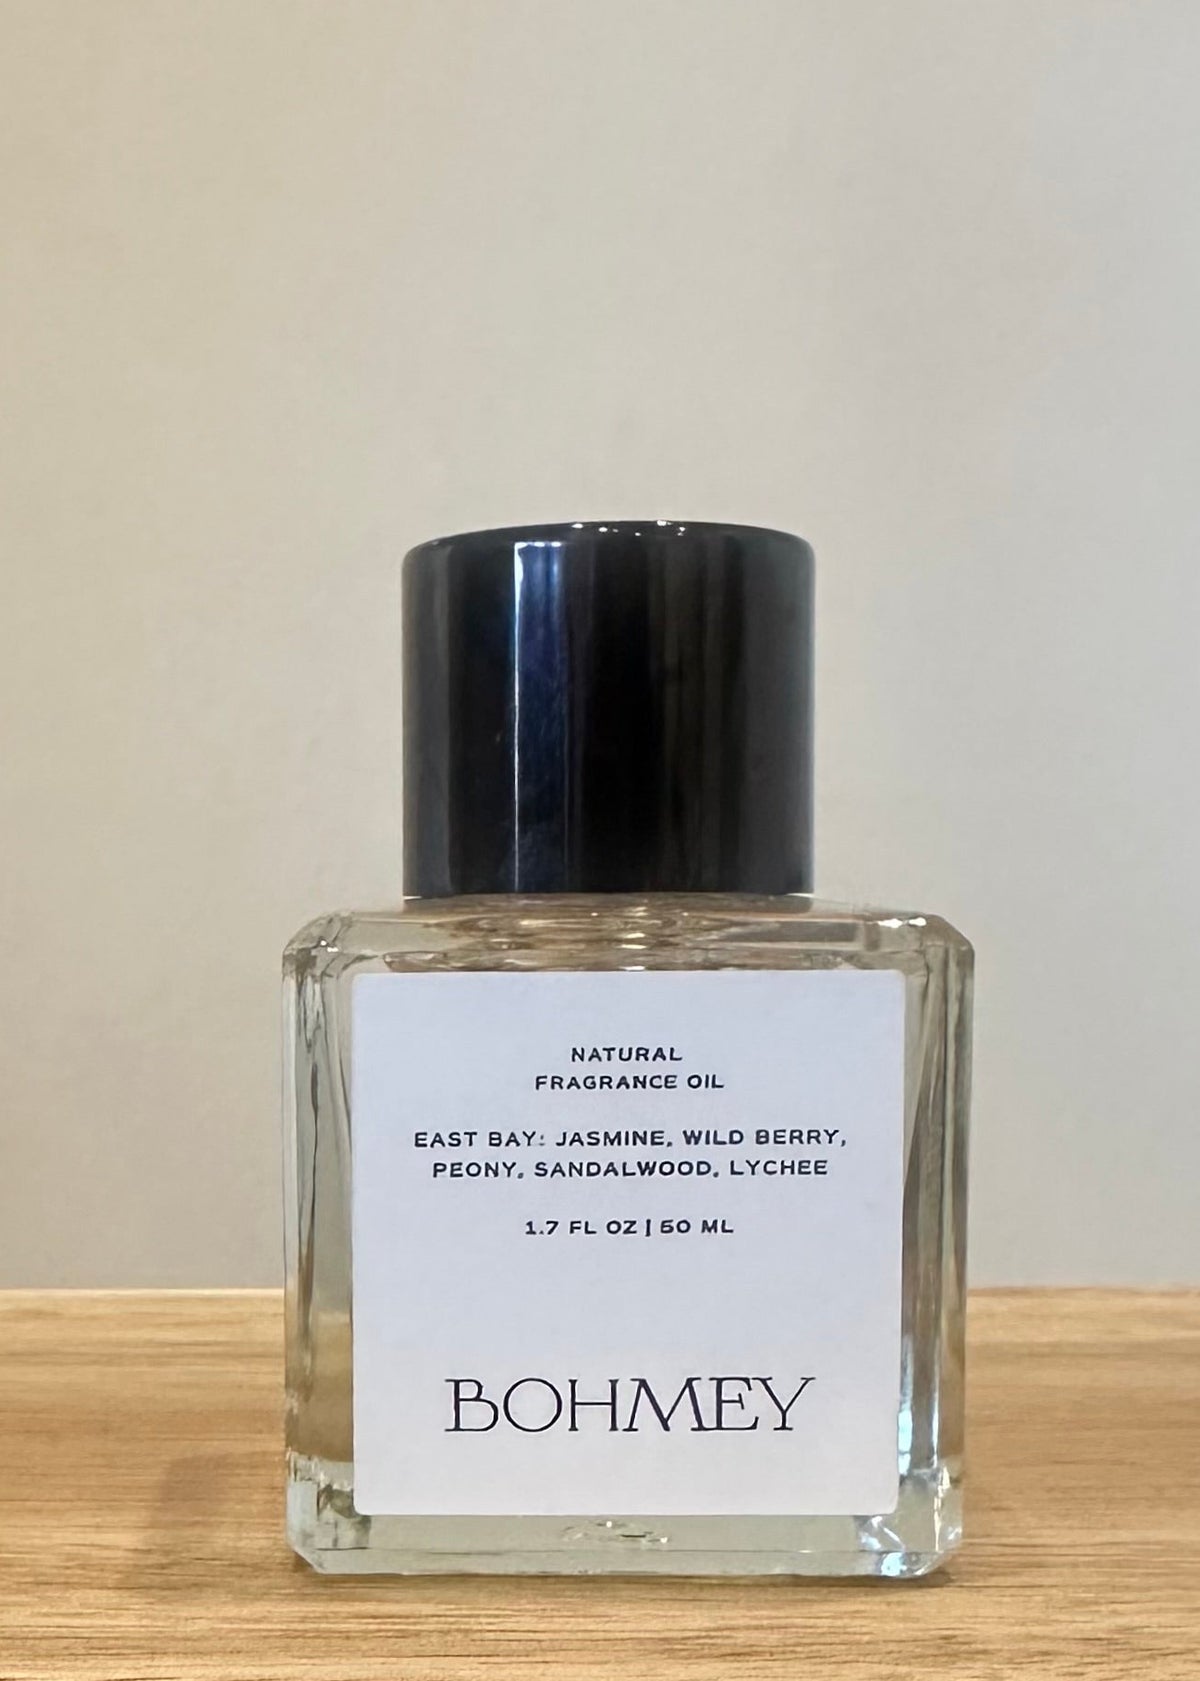 NATURAL
FRAGRANCE OIL
EAST BAY: JASMINE, WILD BERRY,
PEONY, SANDALWOOD, LYCHEE
1.7 FL OZ | 50 ML
BOHMEY